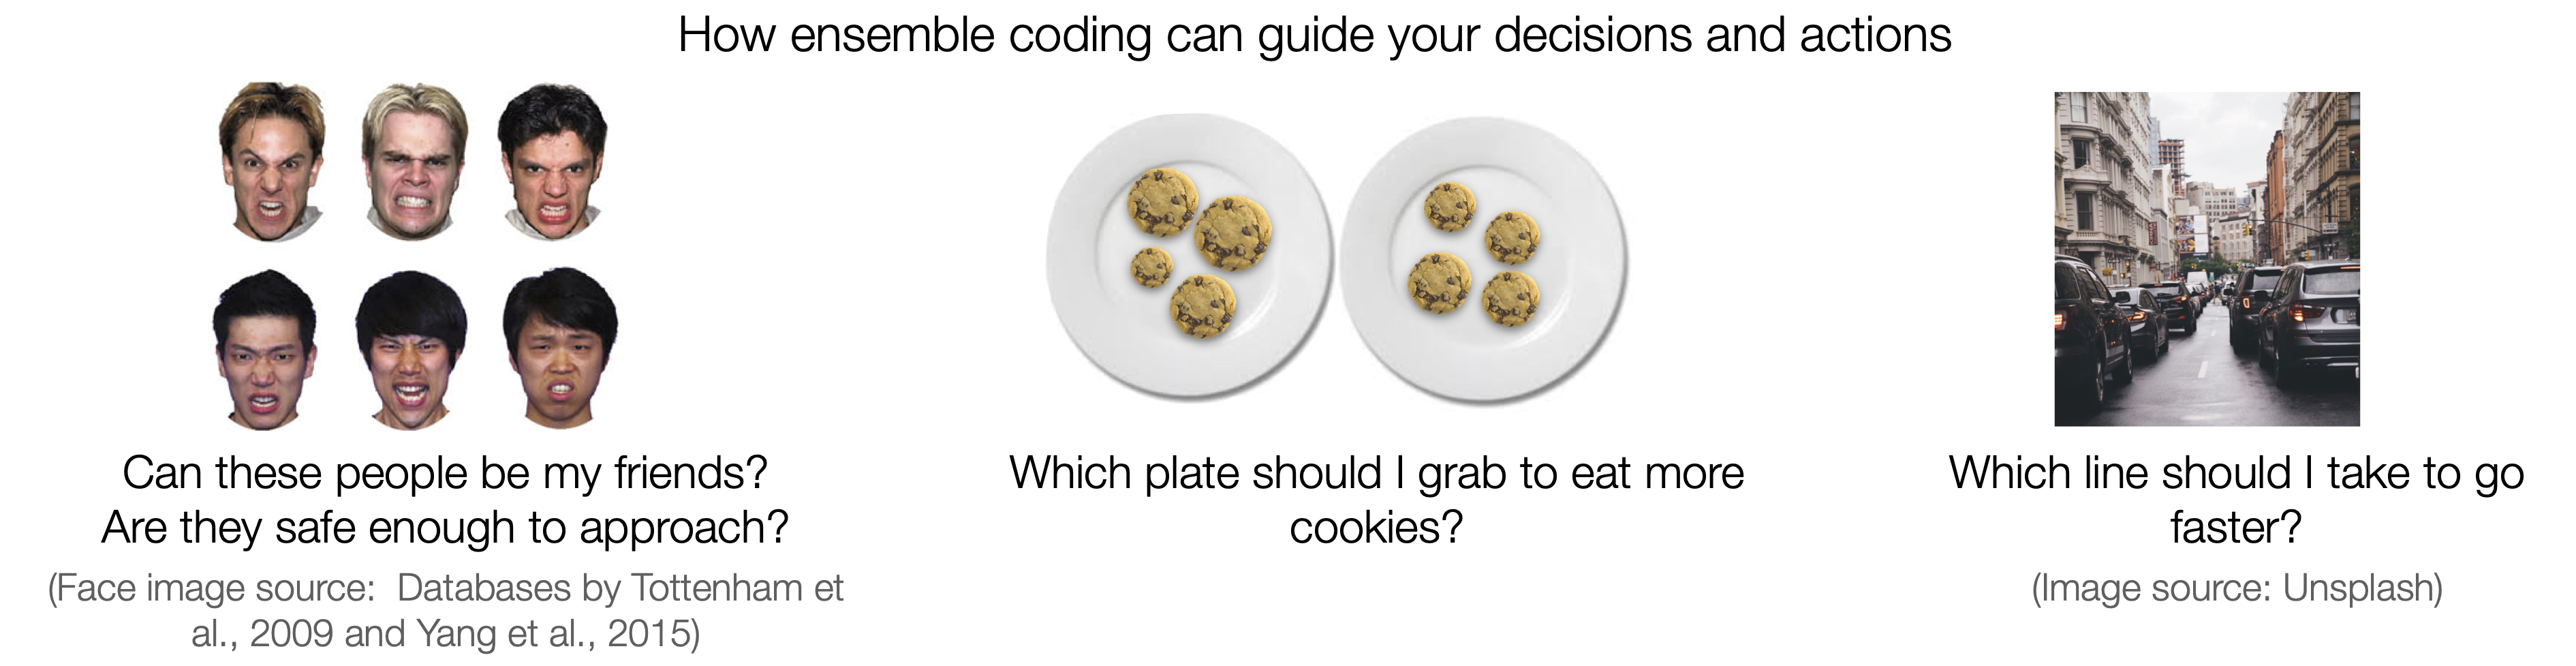 How ensemble coding can guide your decisions and actions
Can these people be my friends?
Are they safe enough to approach?
(Face image source:  Databases by Tottenham et
al., 2009 and Yang et al., 2015)
Which plate should I grab to eat more
cookies?
Which line should I take to go
faster?
(Image source: Unsplash)